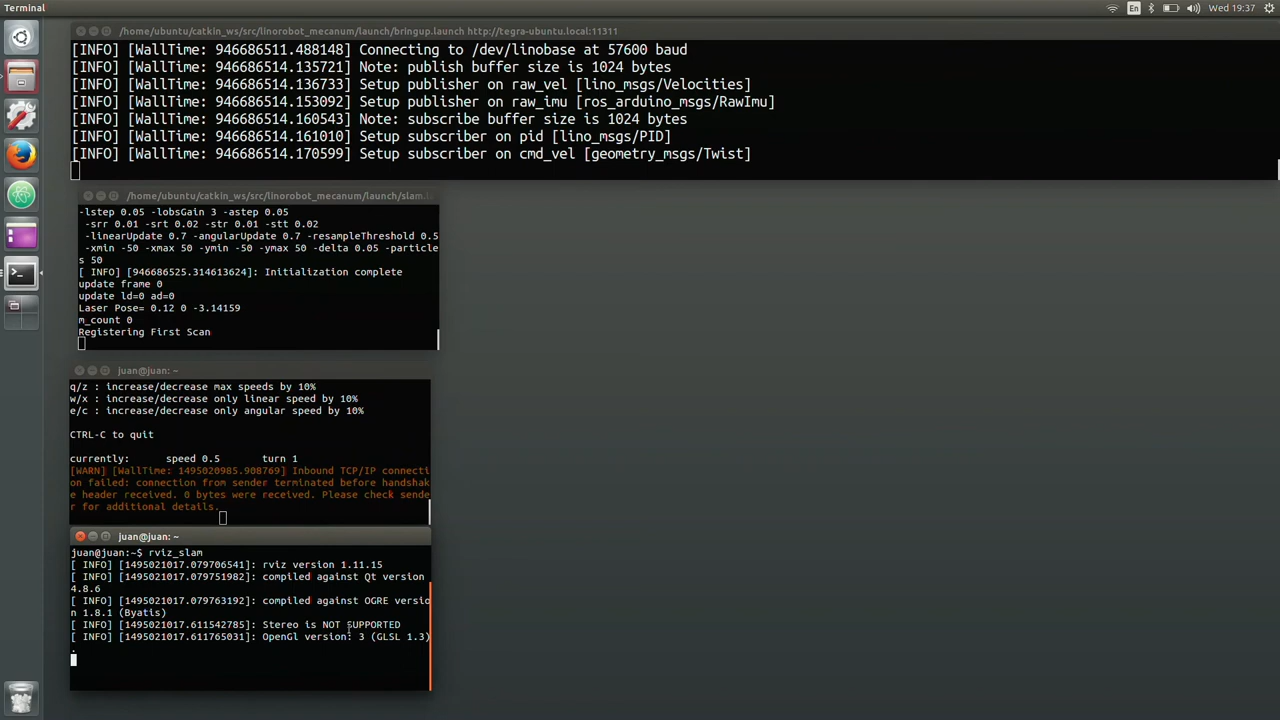 Terminal
En
Wed 19:37
/home/ubuntu/catkin_ws/src/linorobot_mecanum/launch/bringup.launch http://tegra-ubuntu.local:11311
[INFO] [WallTime: 946686511.488148] Connecting to /dev/linobase at 57600 baud
[INFO] [WallTime: 946686514.135721] Note: publish buffer size is 1024 bytes
[INFO] [WallTime: 946686514.136733] Setup publisher on raw_vel [lino_msgs/Velocities]
[INFO] [WallTime: 946686514.153092] Setup publisher on raw_imu [ros_arduino_msgs/RawImu]
[INFO] [WallTime: 946686514.160543] Note: subscribe buffer size is 1024 bytes
[INFO] [WallTime: 946686514.161010] Setup subscriber on pid [lino_msgs/PID]
[INFO] [WallTime: 946686514.170599] Setup subscriber on cmd_vel [geometry_msgs/Twist]
/home/ubuntu/catkin_ws/src/linorobot_mecanum/launch/slam.l
-lstep 0.05 -lobsGain 3 -astep 0.05
-srr 0.01 -srt 0.02 -str 0.01 -stt 0.02
-linearUpdate 0.7 -angularUpdate 0.7 -resampleThreshold 0.5
-xmin -50 -xmax 50 -ymin -50 -ymax 50 -delta 0.05 -particle
s 50
[ INFO] [946686525.314613624]: Initialization complete
update frame 0
update ld=0 ad=0
Laser Pose= 0.12 0 -3.14159
m_count 0
Registering First Scan
juan@juan: ~
q/z : increase/decrease max speeds by 10%
w/x : increase/decrease only linear speed by 10%
e/c : increase/decrease only angular speed by 10%
CTRL-C to quit
currently: speed 0.5 turn 1
[WARN] [WallTime: 1495020985.908769] Inbound TCP/IP connecti
on failed: connection from sender terminated before handshak
e header received. 0 bytes were received. Please check sende
r for additional details.
juan@juan: ~
juan@juan:~$ rviz_slam
[ INFO] [1495021017.079706541]: rviz version 1.11.15
[ INFO] [1495021017.079751982]: compiled against Qt version
4.8.6
[ INFO] [1495021017.079763192]: compiled against OGRE versio
n 1.8.1 (Byatis)
[ INFO] [1495021017.611542785]: Stereo is NOT SUPPORTED
[ INFO] [1495021017.611765031]: OpenGl version: 3 (GLSL 1.3)
.